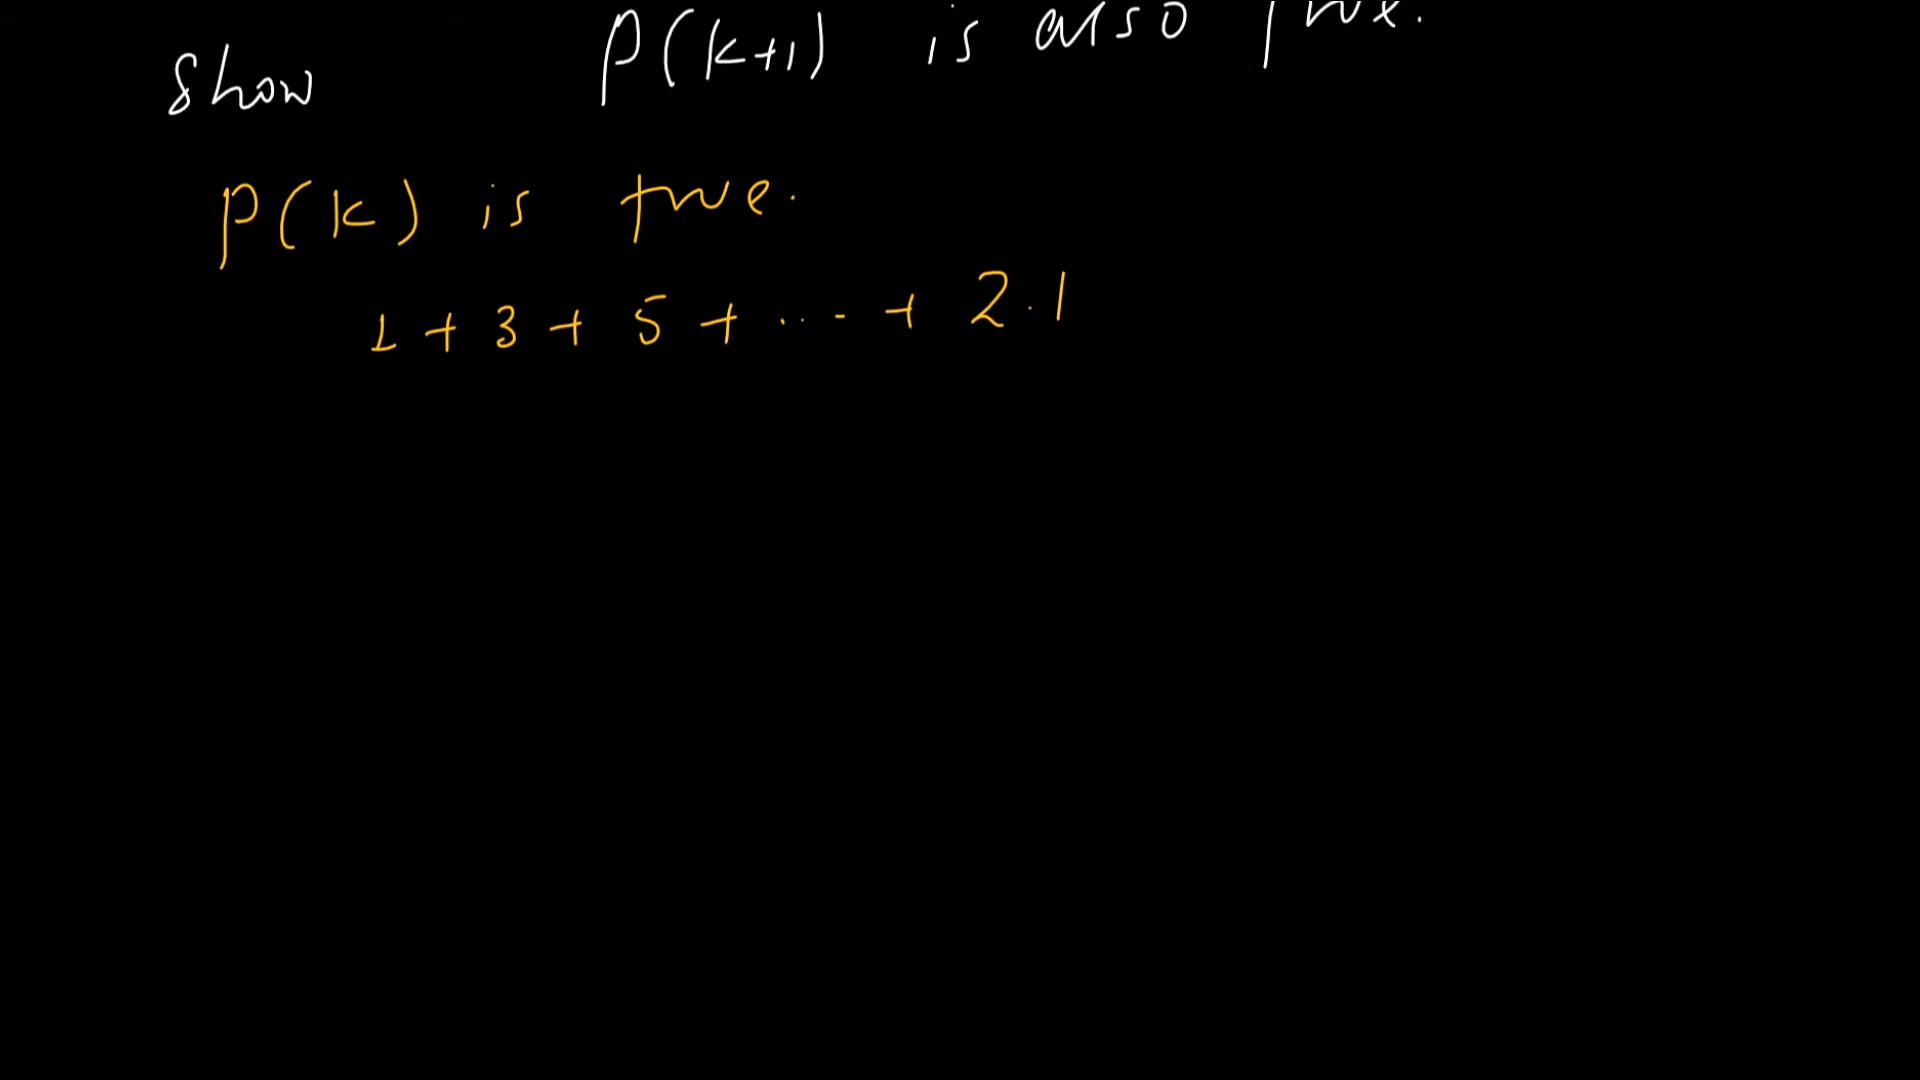 Show P(k+1) is also true.
P(k) is true.
1 + 3 + 5 + ... + 2.1